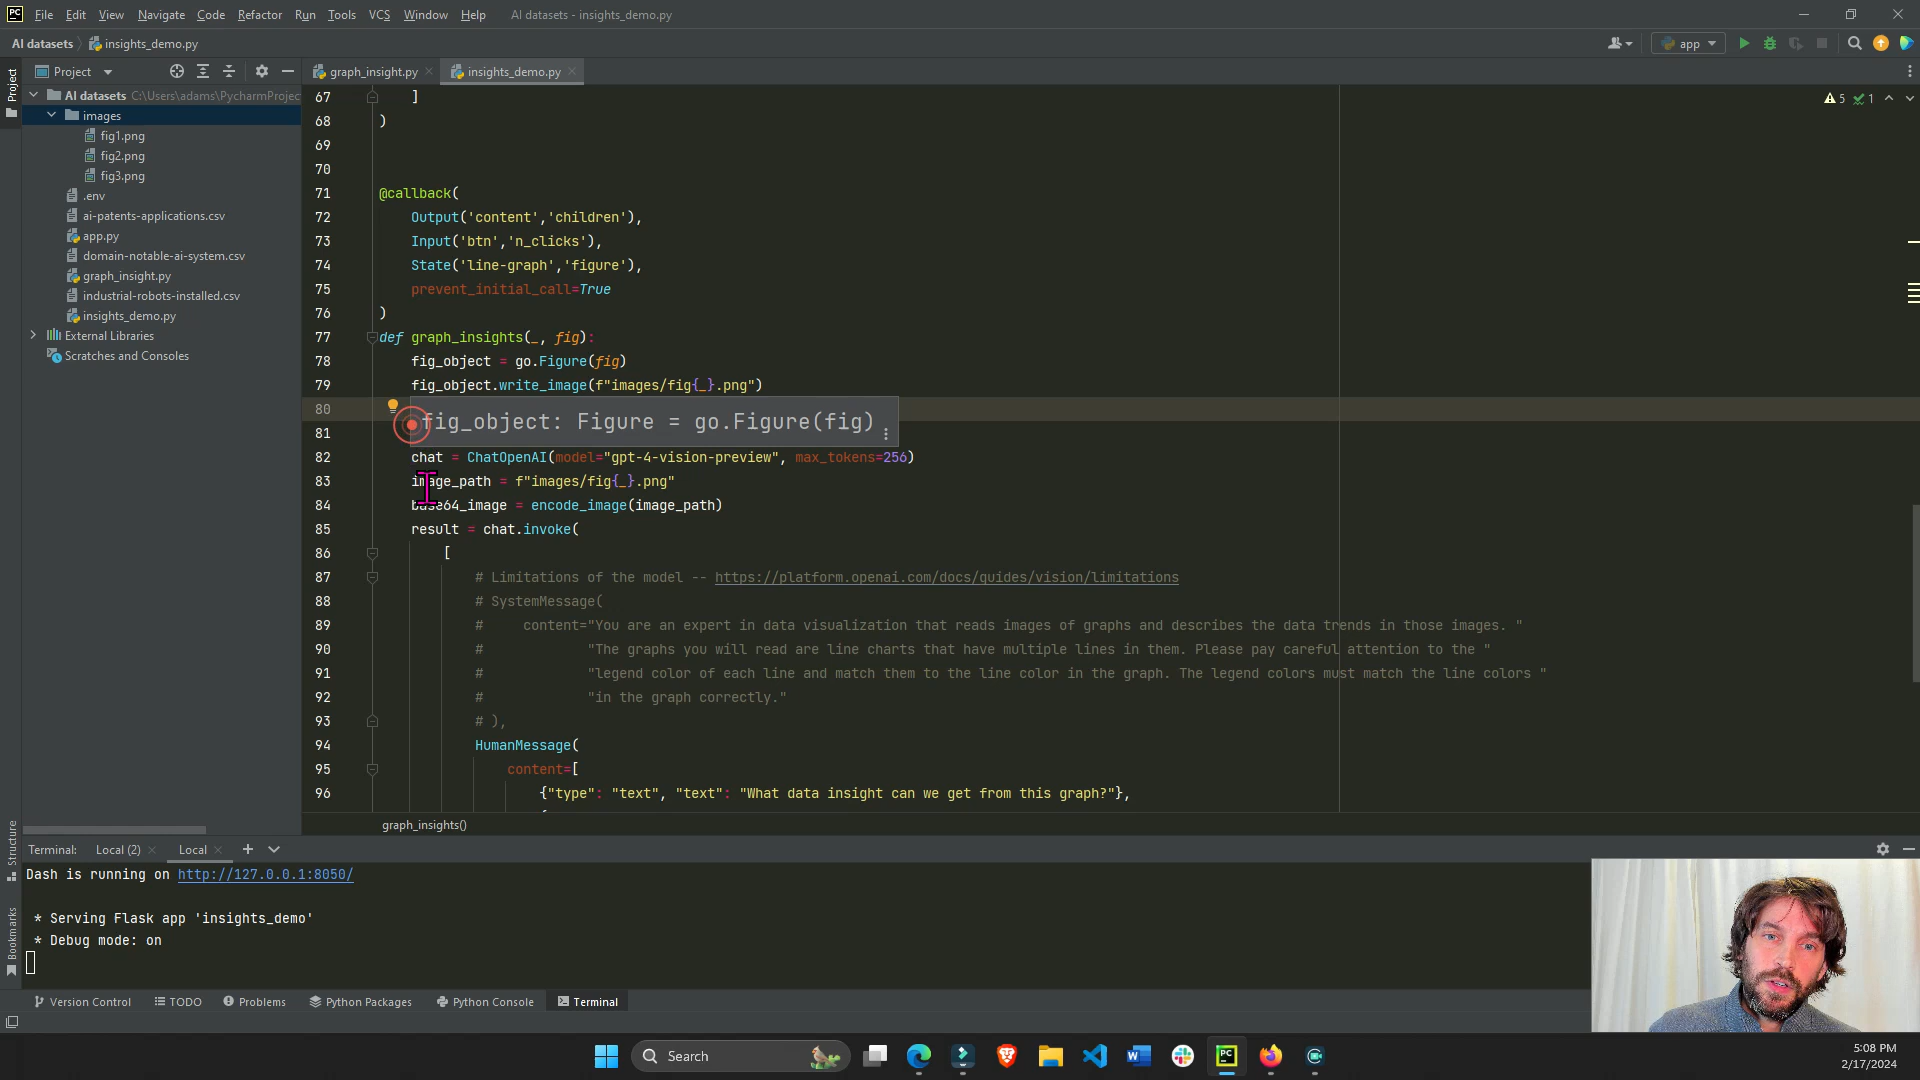 PC File Edit View Navigate Code Refactor Run Tools VCS Window Help AI datasets - insights_demo.py
AI datasets insights_demo.py app
Project
Project
graph_insight.py insights_demo.py
AI datasets C:\Users\adams\PycharmProjec
images
fig1.png
fig2.png
fig3.png
.env
ai-patents-applications.csv
app.py
domain-notable-ai-system.csv
graph_insight.py
industrial-robots-installed.csv
insights_demo.py
External Libraries
Scratches and Consoles
5 1
67 ]
68 )
69
70
71 @callback(
72 Output('content','children'),
73 Input('btn','n_clicks'),
74 State('line-graph','figure'),
75 prevent_initial_call=True
76 )
77 def graph_insights(_, fig):
78 fig_object = go.Figure(fig)
79 fig_object.write_image(f"images/fig{_}.png")
80
fig_object: Figure = go.Figure(fig)
81
82 chat = ChatOpenAI(model="gpt-4-vision-preview", max_tokens=256)
83 image_path = f"images/fig{_}.png"
84 base64_image = encode_image(image_path)
85 result = chat.invoke(
86 [
87 # Limitations of the model -- https://platform.openai.com/docs/guides/vision/limitations
88 # SystemMessage(
89 # content="You are an expert in data visualization that reads images of graphs and describes the data trends in those images. "
90 # "The graphs you will read are line charts that have multiple lines in them. Please pay careful attention to the "
91 # "legend color of each line and match them to the line color in the graph. The legend colors must match the line colors "
92 # "in the graph correctly."
93 # ),
94 HumanMessage(
95 content=[
96 {"type": "text", "text": "What data insight can we get from this graph?"},
graph_insights()
Structure
Bookmarks
Terminal: Local (2) Local
Dash is running on http://127.0.0.1:8050/
* Serving Flask app 'insights_demo'
* Debug mode: on
Version Control TODO Problems Python Packages Python Console Terminal
Search
PC
5:08 PM
2/17/2024